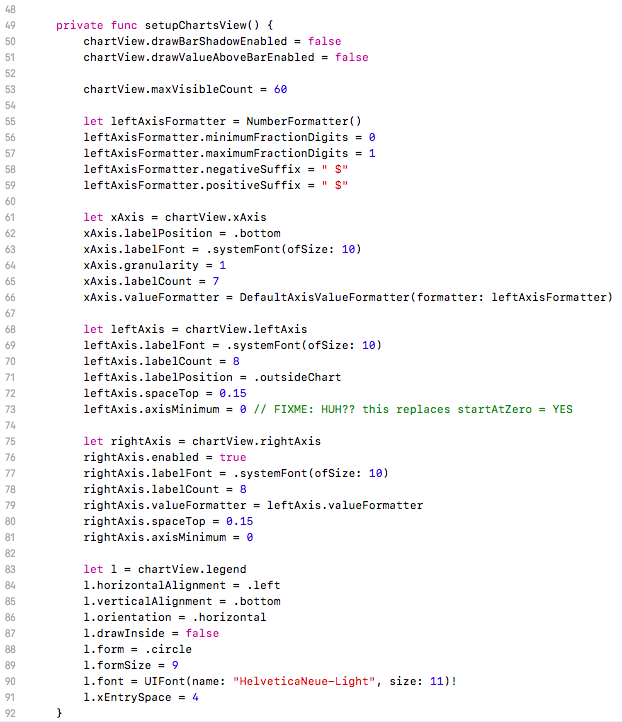 48
49 private func setupChartsView() {
50 chartView.drawBarShadowEnabled = false
51 chartView.drawValueAboveBarEnabled = false
52
53 chartView.maxVisibleCount = 60
54
55 let leftAxisFormatter = NumberFormatter()
56 leftAxisFormatter.minimumFractionDigits = 0
57 leftAxisFormatter.maximumFractionDigits = 1
58 leftAxisFormatter.negativeSuffix = " $"
59 leftAxisFormatter.positiveSuffix = " $"
60
61 let xAxis = chartView.xAxis
62 xAxis.labelPosition = .bottom
63 xAxis.labelFont = .systemFont(ofSize: 10)
64 xAxis.granularity = 1
65 xAxis.labelCount = 7
66 xAxis.valueFormatter = DefaultAxisValueFormatter(formatter: leftAxisFormatter)
67
68 let leftAxis = chartView.leftAxis
69 leftAxis.labelFont = .systemFont(ofSize: 10)
70 leftAxis.labelCount = 8
71 leftAxis.labelPosition = .outsideChart
72 leftAxis.spaceTop = 0.15
73 leftAxis.axisMinimum = 0 // FIXME: HUH?? this replaces startAtZero = YES
74
75 let rightAxis = chartView.rightAxis
76 rightAxis.enabled = true
77 rightAxis.labelFont = .systemFont(ofSize: 10)
78 rightAxis.labelCount = 8
79 rightAxis.valueFormatter = leftAxis.valueFormatter
80 rightAxis.spaceTop = 0.15
81 rightAxis.axisMinimum = 0
82
83 let l = chartView.legend
84 l.horizontalAlignment = .left
85 l.verticalAlignment = .bottom
86 l.orientation = .horizontal
87 l.drawInside = false
88 l.form = .circle
89 l.formSize = 9
90 l.font = UIFont(name: "HelveticaNeue-Light", size: 11)!
91 l.xEntrySpace = 4
92 }